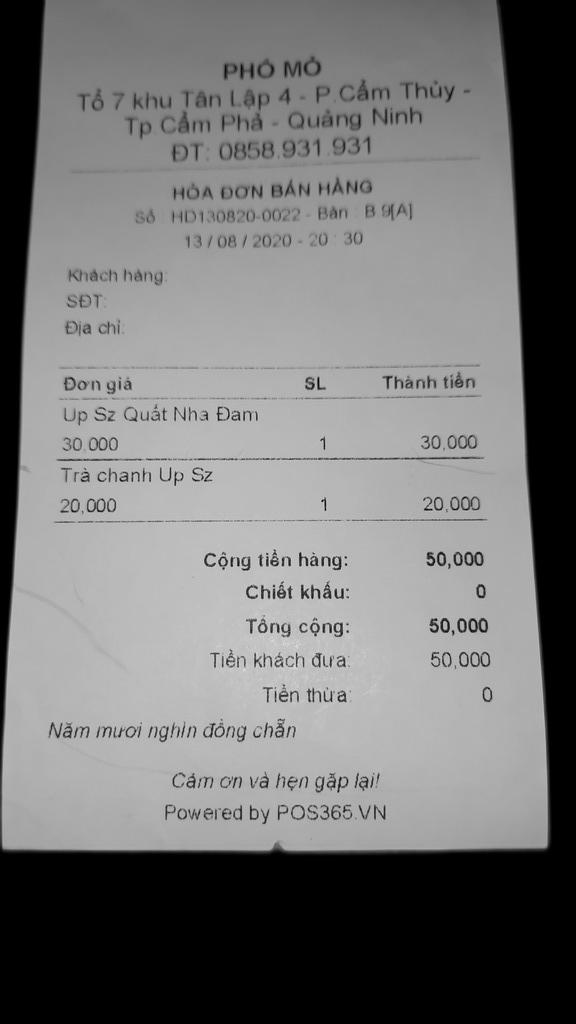 PHỐ MỎ
Tổ 7 khu Tân Lập 4 - P.Cẩm Thủy -
Tp.Cẩm Phả - Quảng Ninh
ĐT: 0858.931.931
HÓA ĐƠN BÁN HÀNG
Số : HD130820-0022 - Bàn : B 9[A]
13 / 08 / 2020 - 20 : 30
Khách hàng:
SĐT:
Địa chỉ:
Đơn giá SL Thành tiền
Up Sz Quất Nha Đam
30,000 1 30,000
Trà chanh Up Sz
20,000 1 20,000
Cộng tiền hàng: 50,000
Chiết khấu: 0
Tổng cộng: 50,000
Tiền khách đưa: 50,000
Tiền thừa: 0
Năm mươi nghìn đồng chẵn
Cảm ơn và hẹn gặp lại!
Powered by POS365.VN